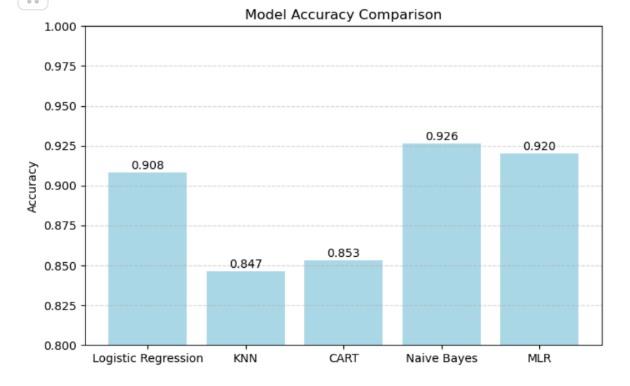 Model Accuracy Comparison
1.000
0.975
0.950
0.925
0.900
0.875
0.850
0.825
0.800
Accuracy
0.908
0.847
0.853
0.926
0.920
Logistic Regression
KNN
CART
Naive Bayes
MLR